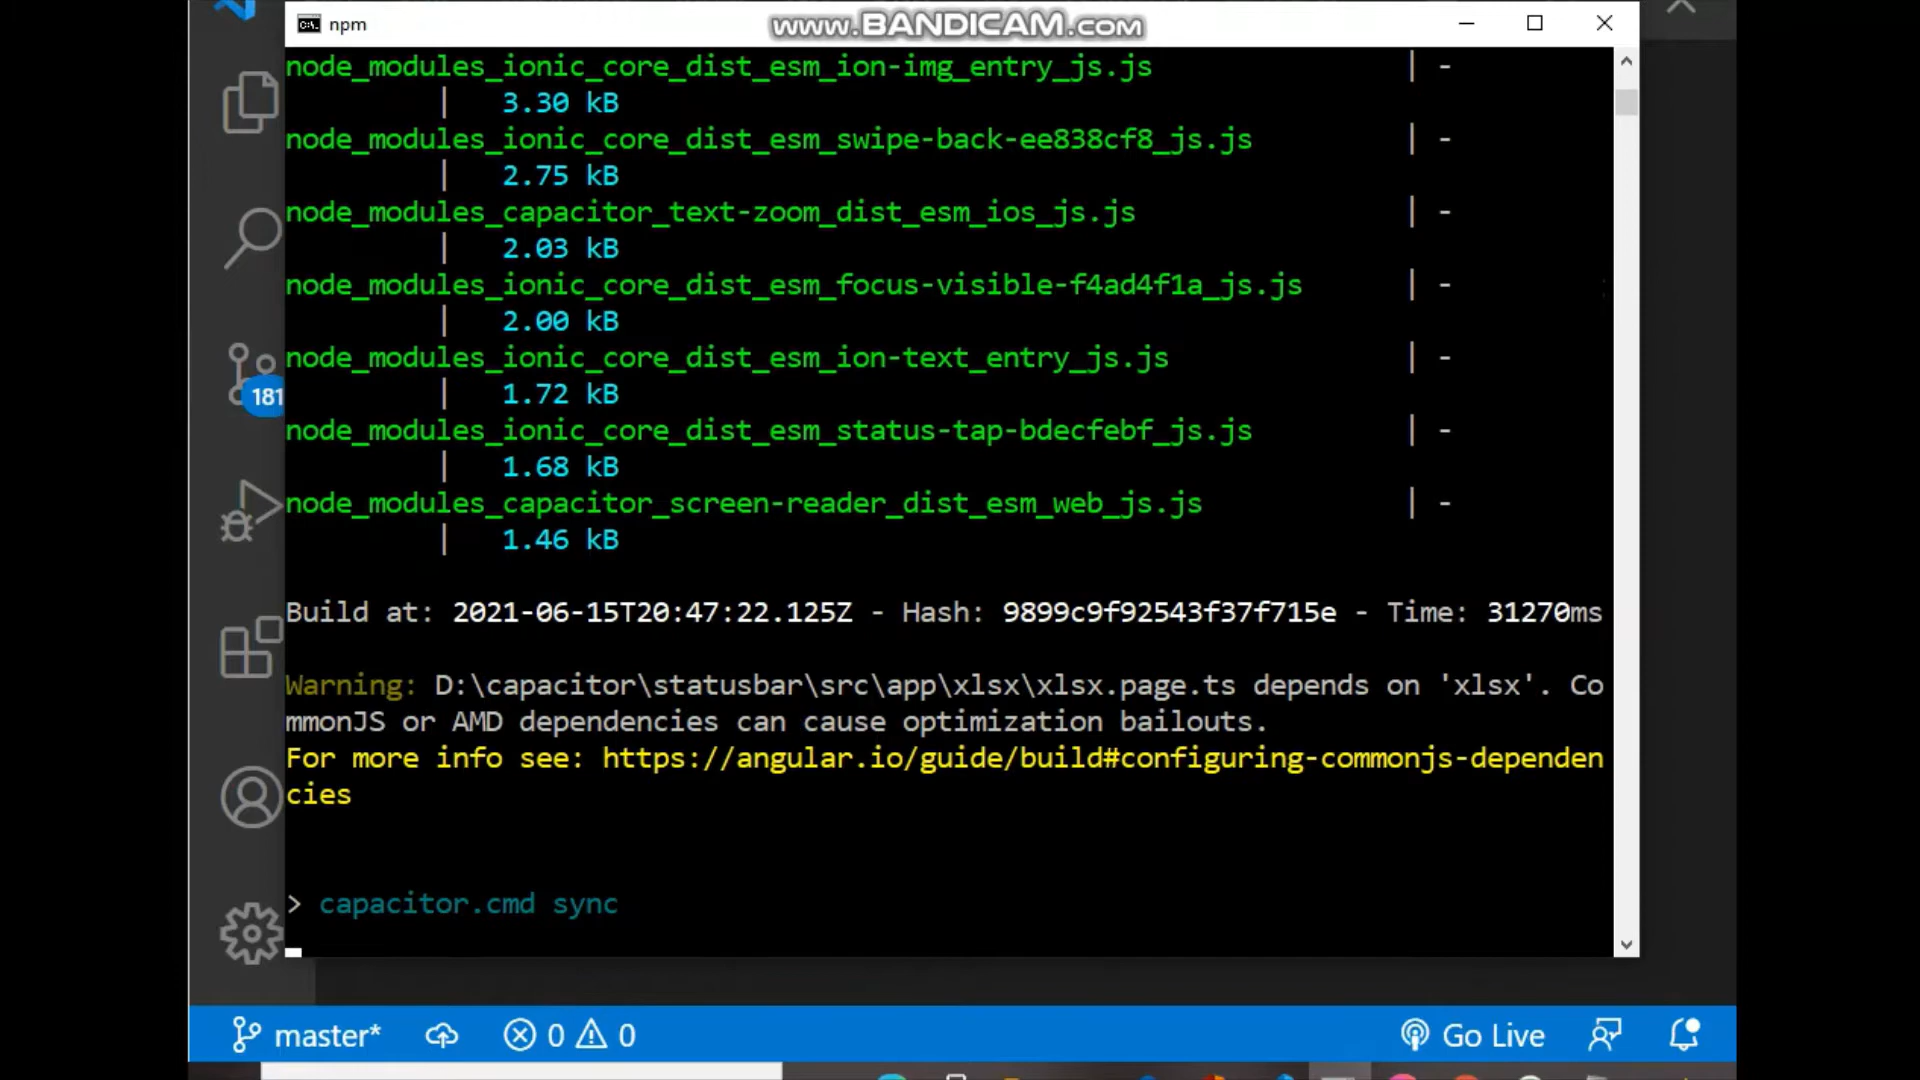 npm
www.BANDICAM.com
node_modules_ionic_core_dist_esm_ion-img_entry_js.js | -
| 3.30 kB
node_modules_ionic_core_dist_esm_swipe-back-ee838cf8_js.js | -
| 2.75 kB
node_modules_capacitor_text-zoom_dist_esm_ios_js.js | -
| 2.03 kB
node_modules_ionic_core_dist_esm_focus-visible-f4ad4f1a_js.js | -
| 2.00 kB
node_modules_ionic_core_dist_esm_ion-text_entry_js.js | -
| 1.72 kB
node_modules_ionic_core_dist_esm_status-tap-bdecfebf_js.js | -
| 1.68 kB
node_modules_capacitor_screen-reader_dist_esm_web_js.js | -
| 1.46 kB
Build at: 2021-06-15T20:47:22.125Z - Hash: 9899c9f92543f37f715e - Time: 31270ms
Warning: D:\capacitor\statusbar\src\app\xlsx\xlsx.page.ts depends on 'xlsx'. Co
mmonJS or AMD dependencies can cause optimization bailouts.
For more info see: https://angular.io/guide/build#configuring-commonjs-dependen
cies
> capacitor.cmd sync
181
master* 0 0 Go Live